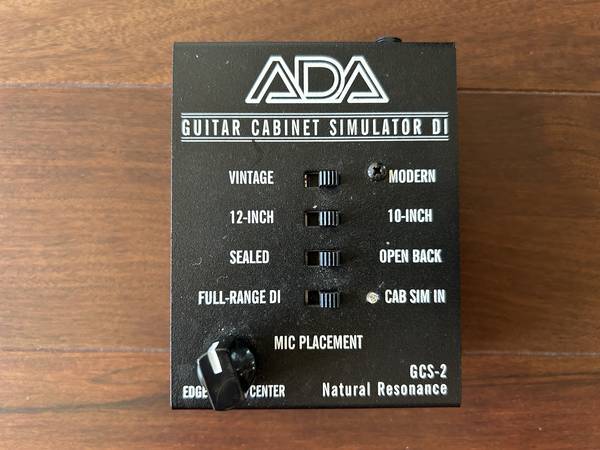 ADA
GUITAR CABINET SIMULATOR DI
VINTAGE MODERN
12-INCH 10-INCH
SEALED OPEN BACK
FULL-RANGE DI CAB SIM IN
MIC PLACEMENT
EDGE CENTER
GCS-2
Natural Resonance